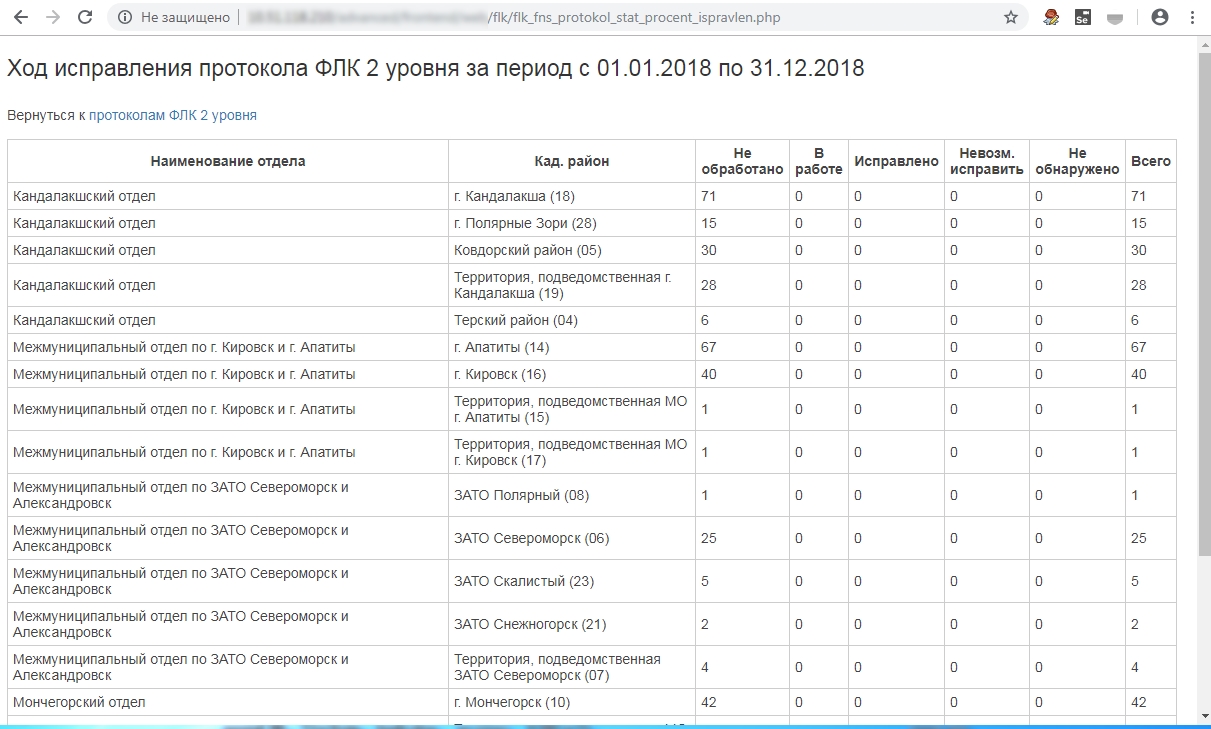 Не защищено
/flk/flk_fns_protokol_stat_procent_ispravlen.php
Se
Ход исправления протокола ФЛК 2 уровня за период с 01.01.2018 по 31.12.2018
Вернуться к протоколам ФЛК 2 уровня
Наименование отдела Кад. район Не обработано В работе Исправлено Невозм. исправить Не обнаружено Всего
Кандалакшский отдел г. Кандалакша (18) 71 0 0 0 0 71
Кандалакшский отдел г. Полярные Зори (28) 15 0 0 0 0 15
Кандалакшский отдел Ковдорский район (05) 30 0 0 0 0 30
Кандалакшский отдел Территория, подведомственная г. Кандалакша (19) 28 0 0 0 0 28
Кандалакшский отдел Терский район (04) 6 0 0 0 0 6
Межмуниципальный отдел по г. Кировск и г. Апатиты г. Апатиты (14) 67 0 0 0 0 67
Межмуниципальный отдел по г. Кировск и г. Апатиты г. Кировск (16) 40 0 0 0 0 40
Межмуниципальный отдел по г. Кировск и г. Апатиты Территория, подведомственная МО г. Апатиты (15) 1 0 0 0 0 1
Межмуниципальный отдел по г. Кировск и г. Апатиты Территория, подведомственная МО г. Кировск (17) 1 0 0 0 0 1
Межмуниципальный отдел по ЗАТО Североморск и Александровск ЗАТО Полярный (08) 1 0 0 0 0 1
Межмуниципальный отдел по ЗАТО Североморск и Александровск ЗАТО Североморск (06) 25 0 0 0 0 25
Межмуниципальный отдел по ЗАТО Североморск и Александровск ЗАТО Скалистый (23) 5 0 0 0 0 5
Межмуниципальный отдел по ЗАТО Североморск и Александровск ЗАТО Снежногорск (21) 2 0 0 0 0 2
Межмуниципальный отдел по ЗАТО Североморск и Александровск Территория, подведомственная ЗАТО Североморск (07) 4 0 0 0 0 4
Мончегорский отдел г. Мончегорск (10) 42 0 0 0 0 42